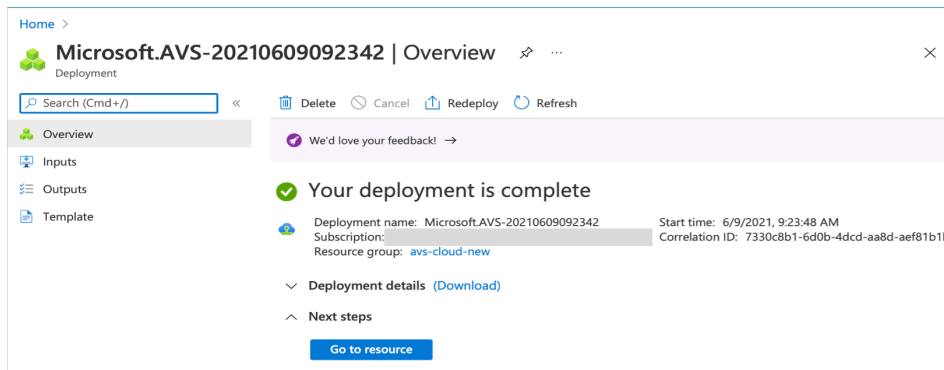 Home >
Microsoft.AVS-20210609092342 | Overview ...
Deployment
Search (Cmd+/) «
Delete Cancel Redeploy Refresh
Overview
We'd love your feedback! →
Inputs
Outputs
Template
Your deployment is complete
Deployment name: Microsoft.AVS-20210609092342 Start time: 6/9/2021, 9:23:48 AM
Subscription: Correlation ID: 7330c8b1-6d0b-4dcd-aa8d-aef81b1
Resource group: avs-cloud-new
Deployment details (Download)
Next steps
Go to resource